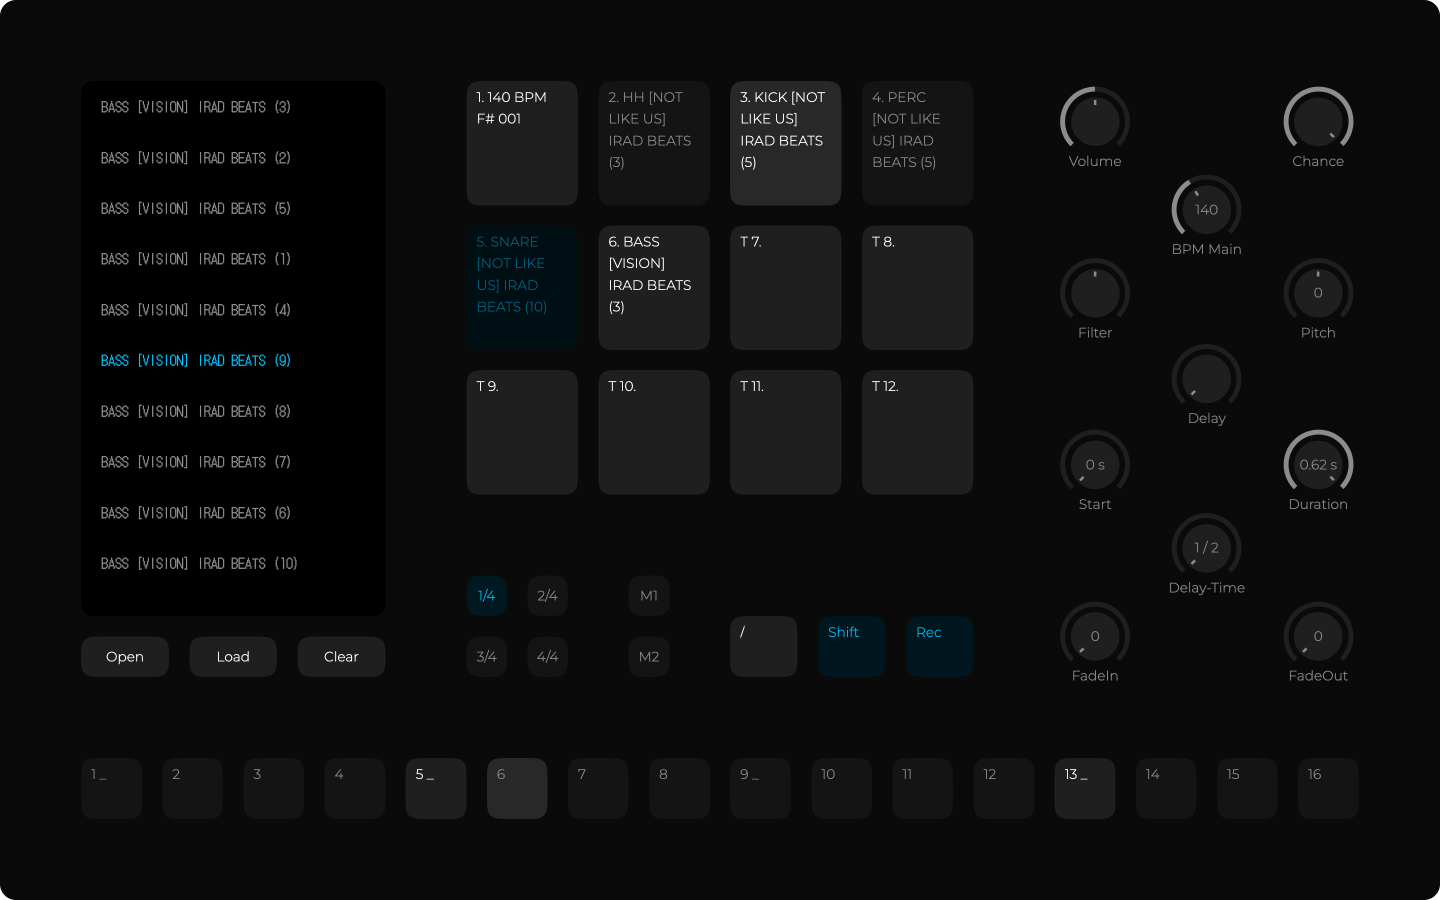 BASS [VISION] IRAD BEATS (3)
BASS [VISION] IRAD BEATS (2)
BASS [VISION] IRAD BEATS (5)
BASS [VISION] IRAD BEATS (1)
BASS [VISION] IRAD BEATS (4)
BASS [VISION] IRAD BEATS (9)
BASS [VISION] IRAD BEATS (8)
BASS [VISION] IRAD BEATS (7)
BASS [VISION] IRAD BEATS (6)
BASS [VISION] IRAD BEATS (10)
Open
Load
Clear
1. 140 BPM
F# 001
2. HH [NOT
LIKE US]
IRAD BEATS
(3)
3. KICK [NOT
LIKE US]
IRAD BEATS
(5)
4. PERC
[NOT LIKE
US] IRAD
BEATS (5)
5. SNARE
[NOT LIKE
US] IRAD
BEATS (10)
6. BASS
[VISION]
IRAD BEATS
(3)
T 7.
T 8.
T 9.
T 10.
T 11.
T 12.
1/4
2/4
M1
3/4
4/4
M2
/
Shift
Rec
Volume
Chance
140
BPM Main
Filter
0
Pitch
Delay
0 s
Start
0.62 s
Duration
1 / 2
Delay-Time
0
FadeIn
0
FadeOut
1 _
2
3
4
5 _
6
7
8
9 _
10
11
12
13 _
14
15
16